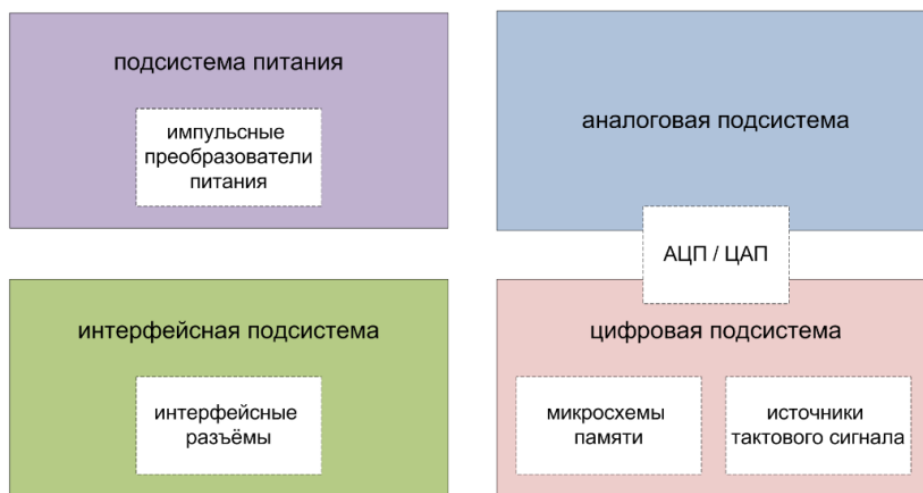 подсистема питания
импульсные
преобразователи
питания
аналоговая подсистема
АЦП / ЦАП
интерфейсная подсистема
интерфейсные
разъёмы
цифровая подсистема
микросхемы
памяти
источники
тактового сигнала